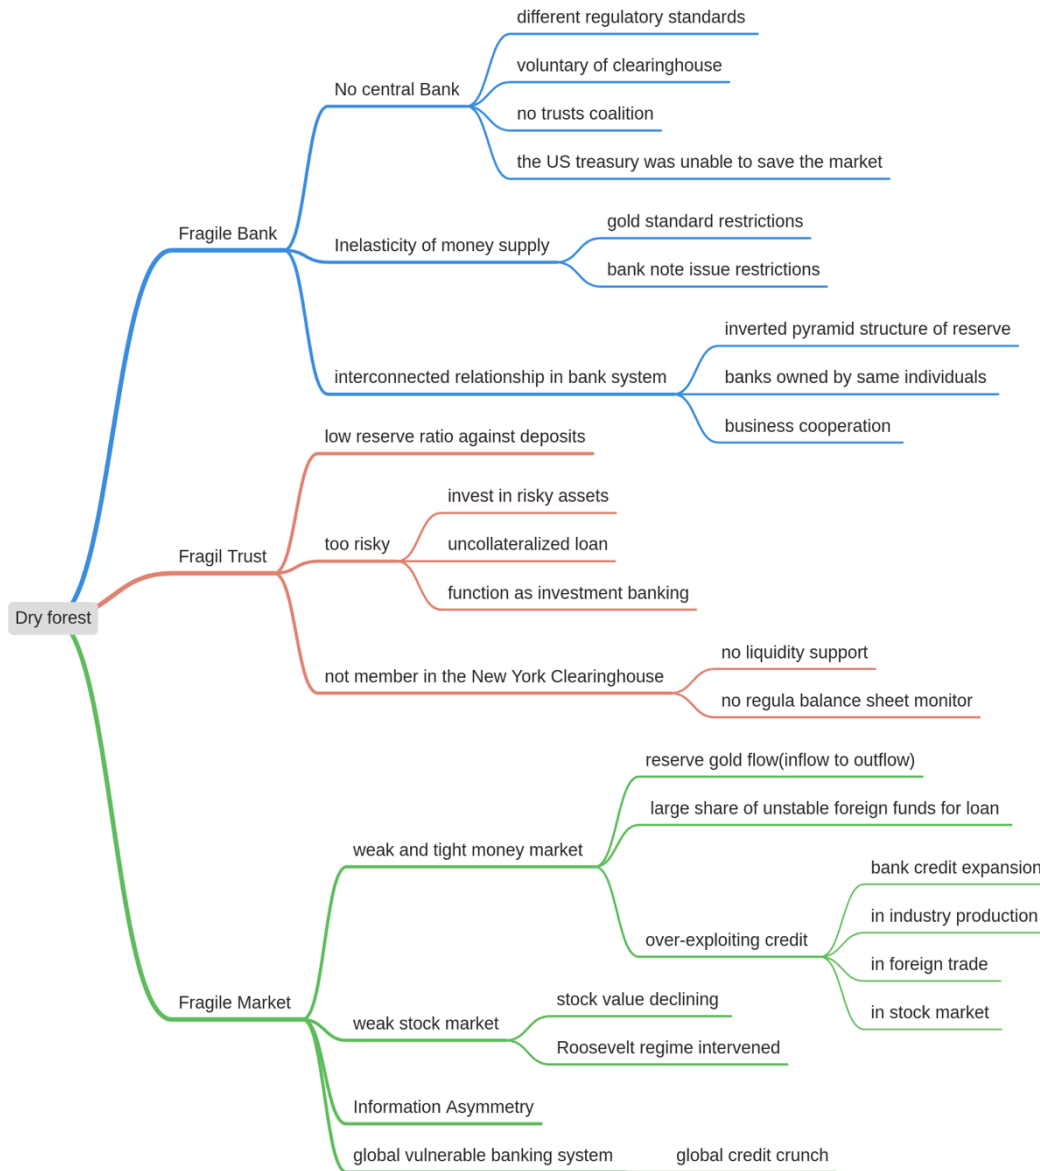 Dry forest
Fragile Bank
No central Bank
different regulatory standards
voluntary of clearinghouse
no trusts coalition
the US treasury was unable to save the market
Inelasticity of money supply
gold standard restrictions
bank note issue restrictions
interconnected relationship in bank system
inverted pyramid structure of reserve
banks owned by same individuals
business cooperation
Fragil Trust
low reserve ratio against deposits
too risky
invest in risky assets
uncollateralized loan
function as investment banking
not member in the New York Clearinghouse
no liquidity support
no regula balance sheet monitor
Fragile Market
weak and tight money market
reserve gold flow(inflow to outflow)
large share of unstable foreign funds for loan
over-exploiting credit
bank credit expansion
in industry production
in foreign trade
in stock market
weak stock market
stock value declining
Roosevelt regime intervened
Information Asymmetry
global vulnerable banking system
global credit crunch